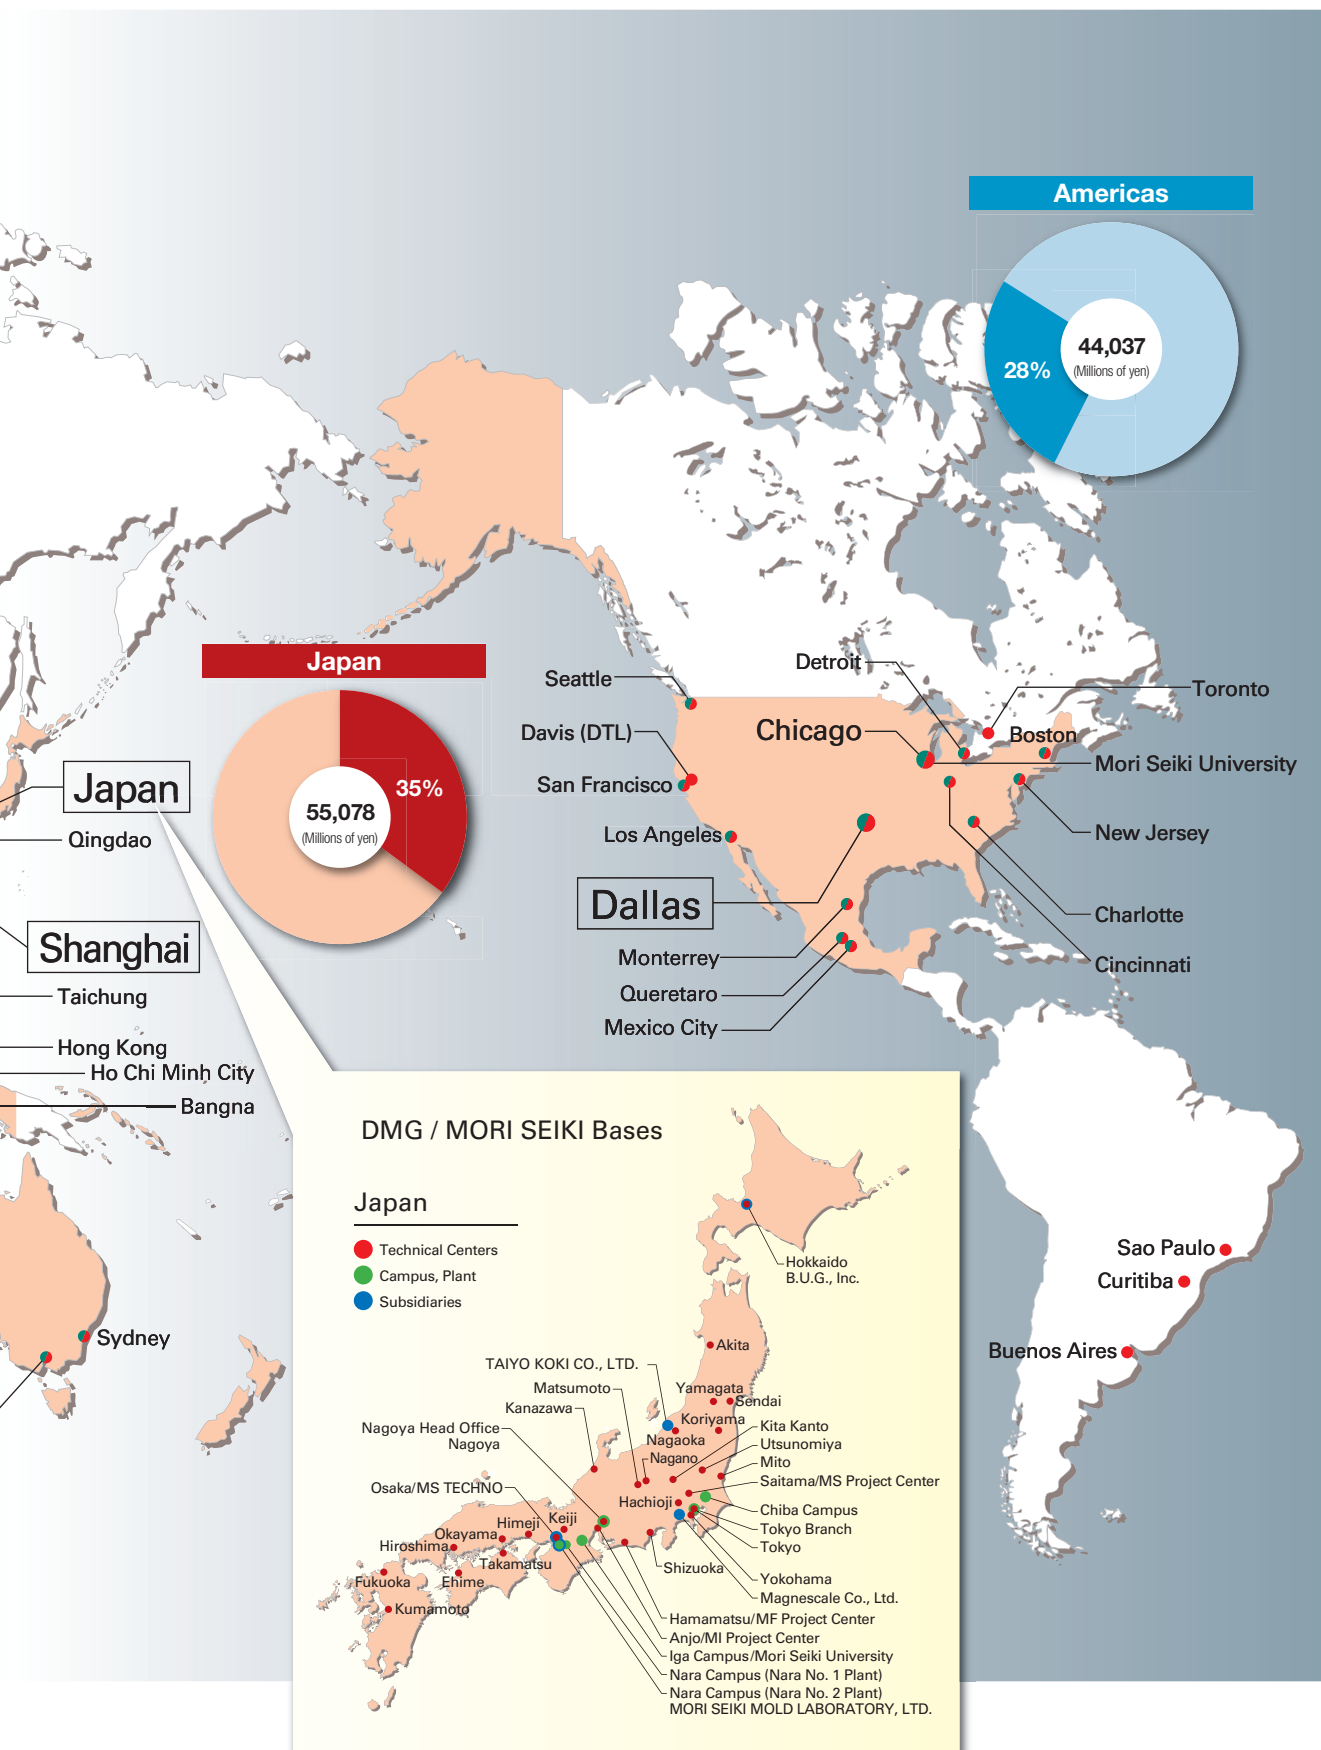 Americas
44,037
(Millions of yen)
28%
Japan
55,078
(Millions of yen)
35%
Seattle
Davis (DTL)
San Francisco
Los Angeles
Dallas
Monterrey
Queretaro
Mexico City
Detroit
Chicago
Toronto
Boston
Mori Seiki University
New Jersey
Charlotte
Cincinnati
Japan
Qingdao
Shanghai
Taichung
Hong Kong
Ho Chi Minh City
Bangna
Sydney
Sao Paulo
Curitiba
Buenos Aires
DMG / MORI SEIKI Bases
Japan
Technical Centers
Campus, Plant
Subsidiaries
Hokkaido
B.U.G., Inc.
Akita
TAIYO KOKI CO., LTD.
Matsumoto
Kanazawa
Nagoya Head Office
Nagoya
Osaka/MS TECHNO
Yamagata
Sendai
Koriyama
Nagaoka
Nagano
Hachioji
Kita Kanto
Utsunomiya
Mito
Saitama/MS Project Center
Chiba Campus
Tokyo Branch
Tokyo
Yokohama
Magnescale Co., Ltd.
Shizuoka
Keiji
Himeji
Okayama
Hiroshima
Takamatsu
Fukuoka
Ehime
Kumamoto
Hamamatsu/MF Project Center
Anjo/MI Project Center
Iga Campus/Mori Seiki University
Nara Campus (Nara No. 1 Plant)
Nara Campus (Nara No. 2 Plant)
MORI SEIKI MOLD LABORATORY, LTD.